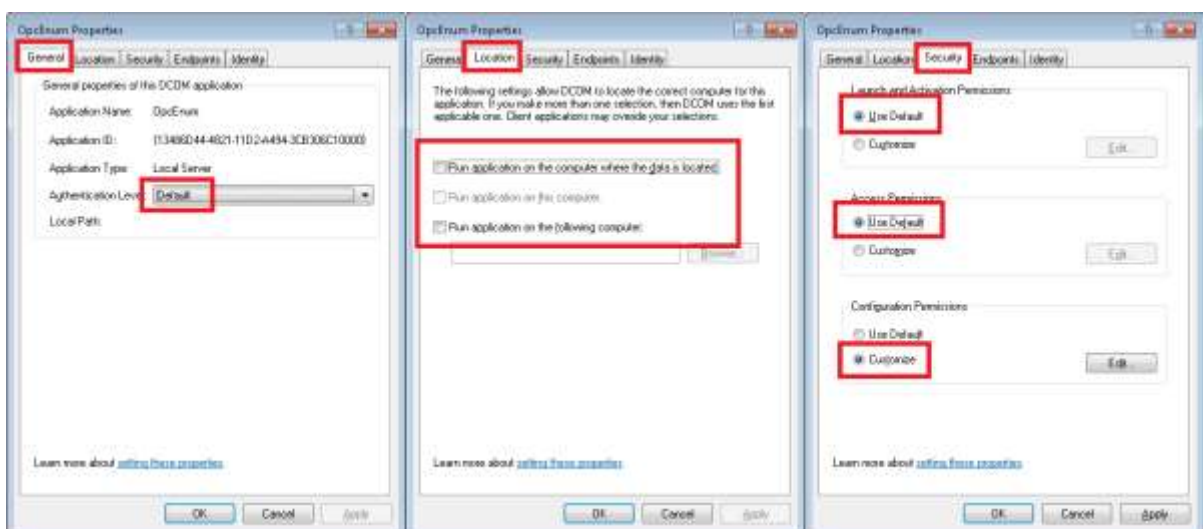 OpcEnum Properties
General Location Security Endpoints Identity
General properties of this DCOM application
Application Name: OpcEnum
Application ID: {13486D44-4821-11D2-A494-3CB306C10000}
Application Type: Local Server
Authentication Level: Default
Local Path:
Learn more about setting these properties.
OK Cancel Apply
OpcEnum Properties
General Location Security Endpoints Identity
The following settings allow DCOM to locate the correct computer for this
application. If you make more than one selection, then DCOM uses the first
applicable one. Client applications may override your selections.
Run application on the computer where the data is located.
Run application on this computer.
Run application on the following computer:
Browse...
Learn more about setting these properties.
OK Cancel Apply
OpcEnum Properties
General Location Security Endpoints Identity
Launch and Activation Permissions
Use Default
Customize Edit...
Access Permissions
Use Default
Customize Edit...
Configuration Permissions
Use Default
Customize Edit...
Learn more about setting these properties.
OK Cancel Apply